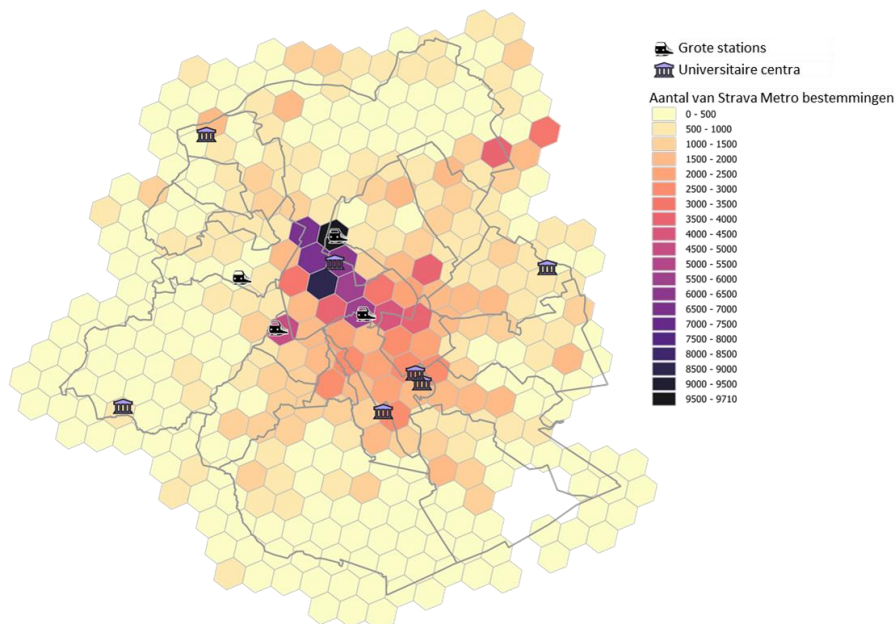 Grote stations
Universitaire centra
Aantal van Strava Metro bestemmingen
0 - 500
500 - 1000
1000 - 1500
1500 - 2000
2000 - 2500
2500 - 3000
3000 - 3500
3500 - 4000
4000 - 4500
4500 - 5000
5000 - 5500
5500 - 6000
6000 - 6500
6500 - 7000
7000 - 7500
7500 - 8000
8000 - 8500
8500 - 9000
9000 - 9500
9500 - 9710